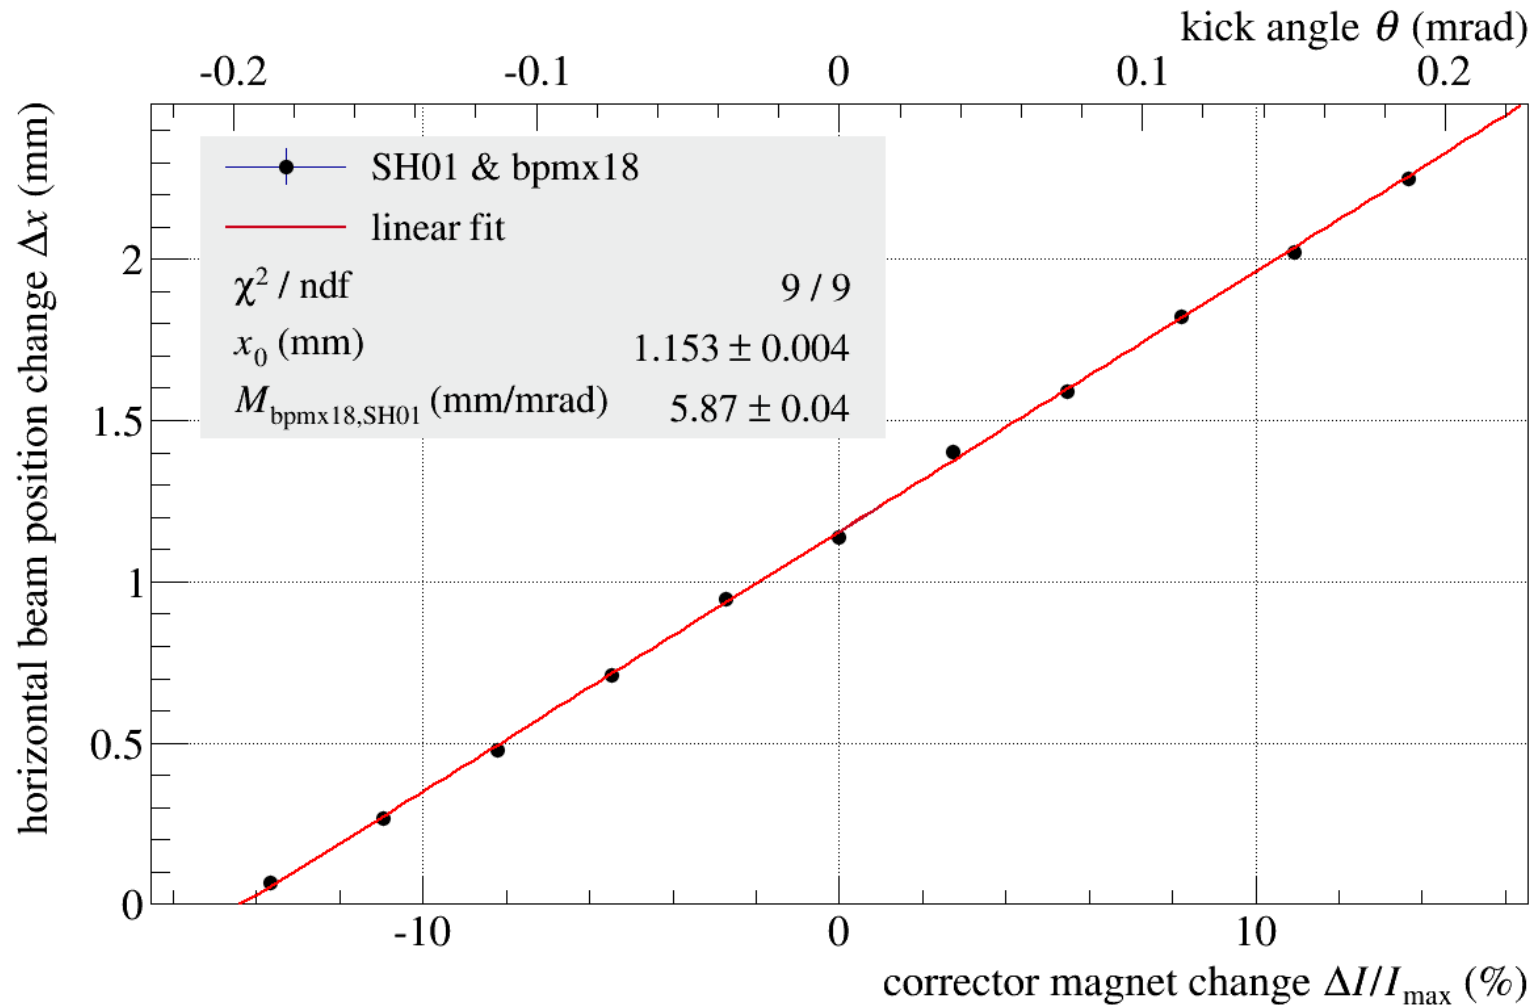 kick angle θ (mrad)
-0.2 -0.1 0 0.1 0.2
horizontal beam position change Δx (mm)
SH01 & bpmx18
linear fit
χ² / ndf 9 / 9
x₀ (mm) 1.153 ± 0.004
M bpmx18,SH01 (mm/mrad) 5.87 ± 0.04
2
1.5
1
0.5
0
-10 0 10
corrector magnet change ΔI/I max (%)